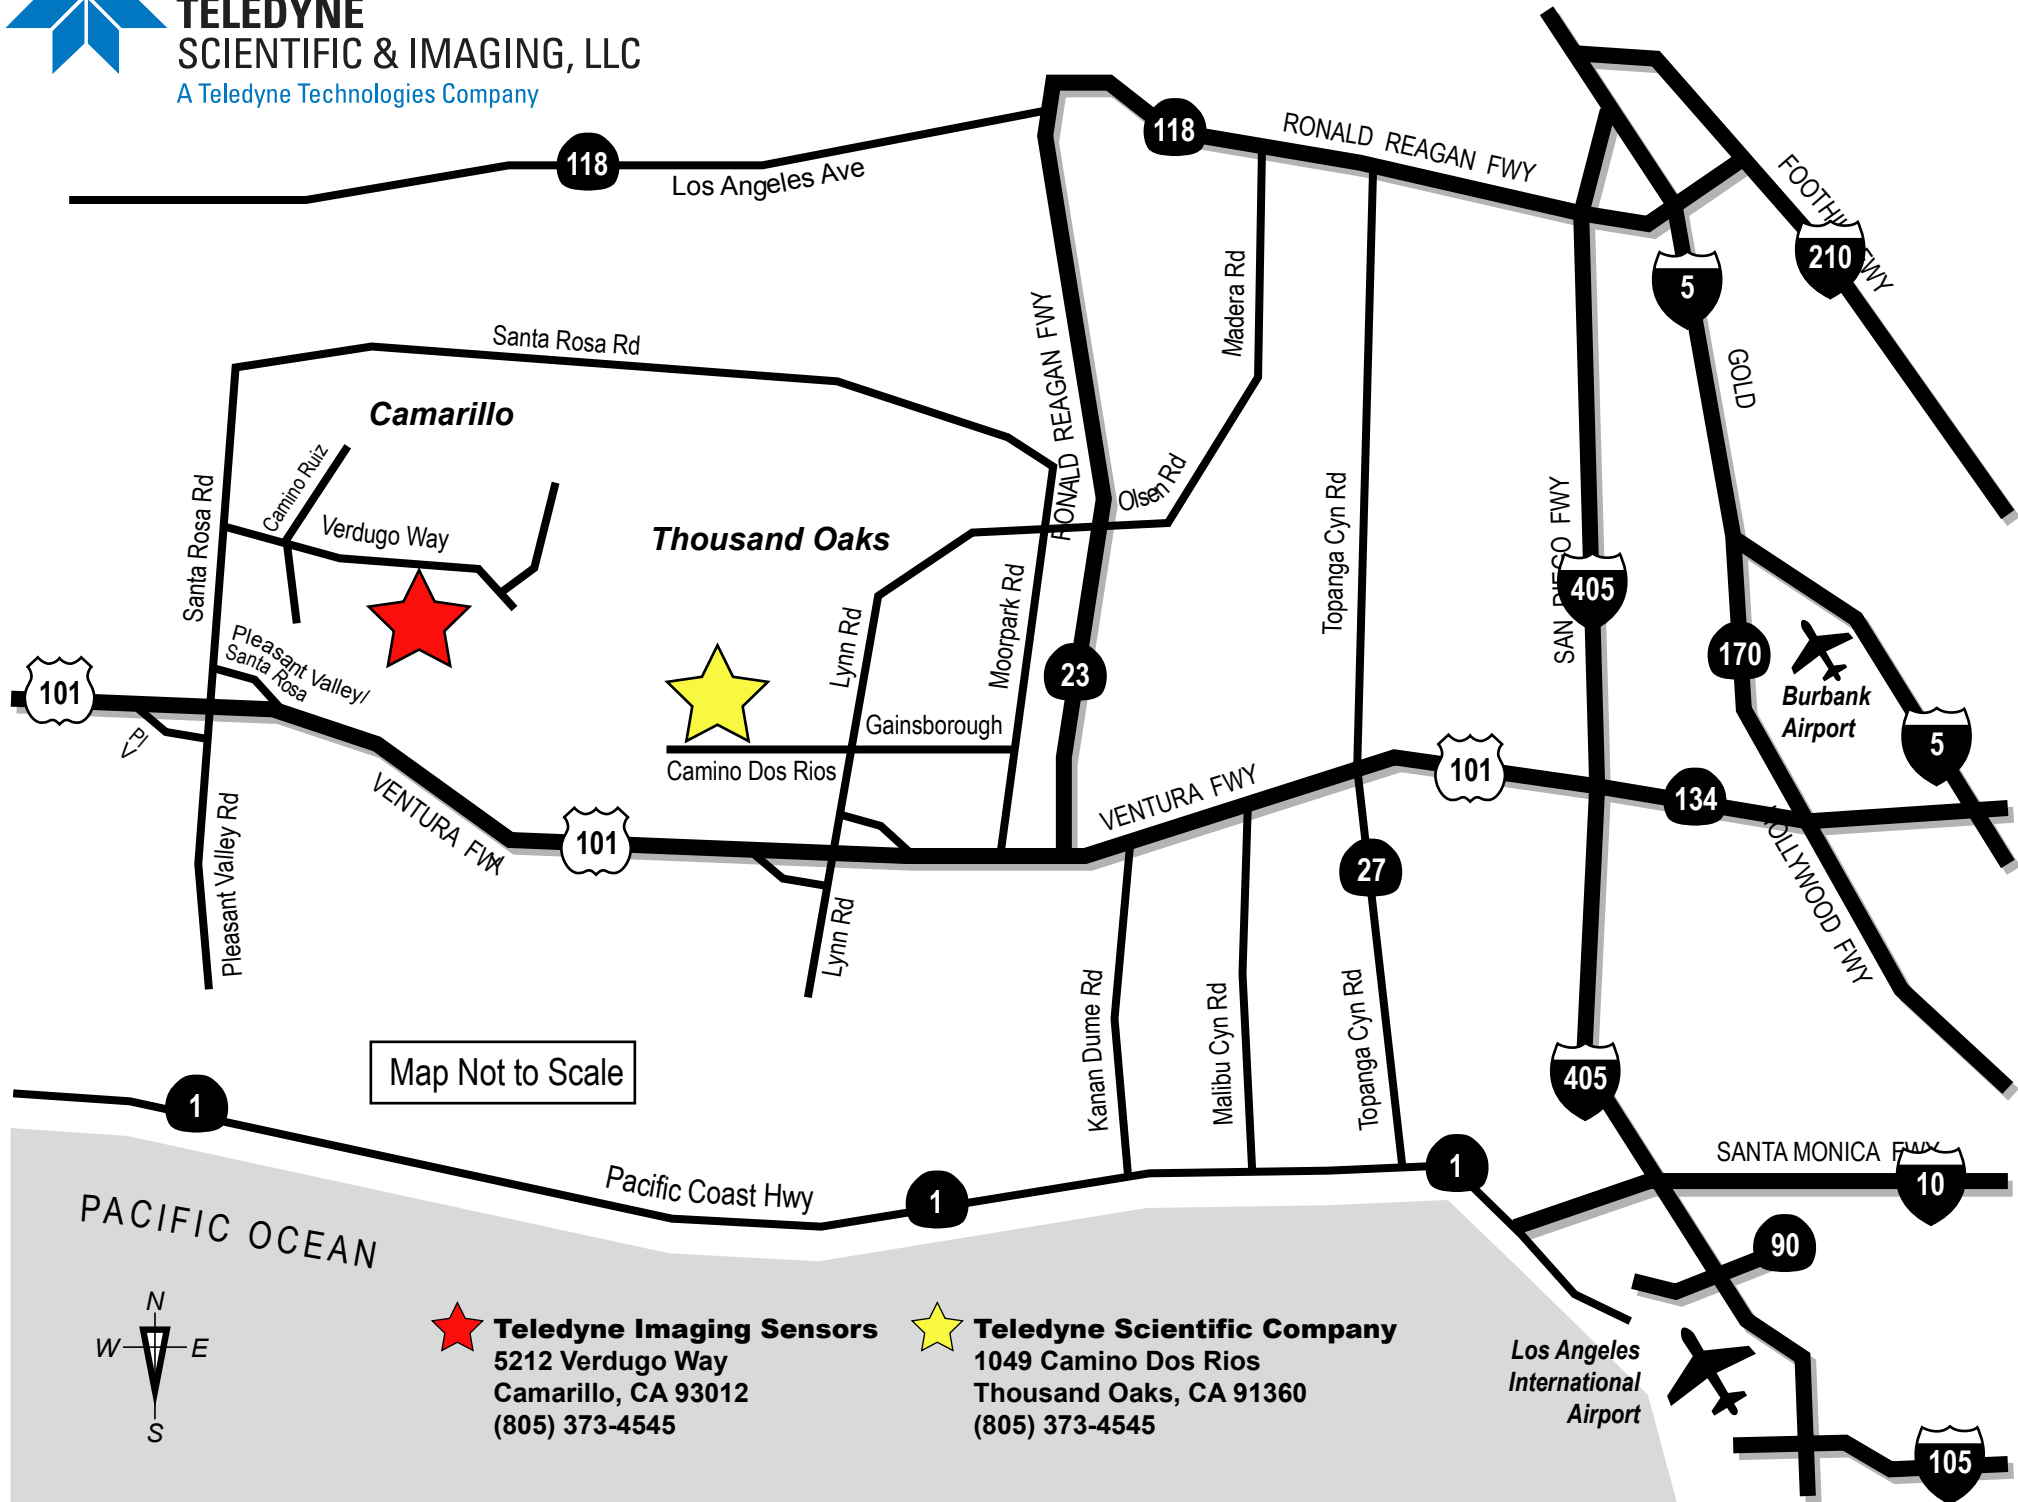 TELEDYNE
SCIENTIFIC & IMAGING, LLC
A Teledyne Technologies Company
118
Los Angeles Ave
118
RONALD REAGAN FWY
FOOTHILL FWY
210
5
GOLD
Madera Rd
RONALD REAGAN FWY
Santa Rosa Rd
Camarillo
Camino Ruiz
Verdugo Way
Santa Rosa Rd
Thousand Oaks
Olsen Rd
Topanga Cyn Rd
SAN DIEGO FWY
405
170
Burbank
Airport
5
Pleasant Valley/
Santa Rosa
Lynn Rd
Moorpark Rd
23
101
Pl
V
Gainsborough
Camino Dos Rios
VENTURA FWY
101
VENTURA FWY
101
134
HOLLYWOOD FWY
27
Pleasant Valley Rd
Lynn Rd
Kanan Dume Rd
Malibu Cyn Rd
Topanga Cyn Rd
405
Map Not to Scale
1
Pacific Coast Hwy
1
1
SANTA MONICA FWY
10
90
PACIFIC OCEAN
N
W E
S
Teledyne Imaging Sensors
5212 Verdugo Way
Camarillo, CA 93012
(805) 373-4545
Teledyne Scientific Company
1049 Camino Dos Rios
Thousand Oaks, CA 91360
(805) 373-4545
Los Angeles
International
Airport
105